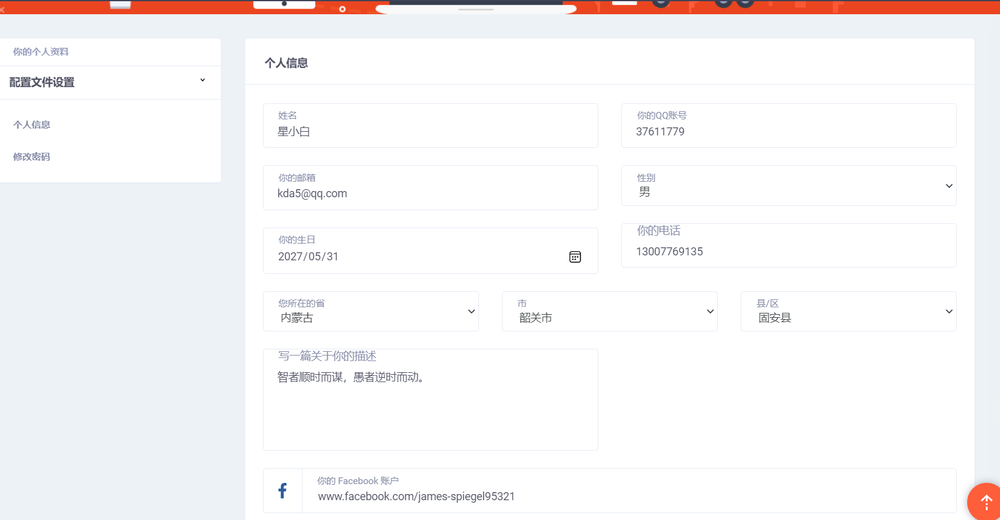 你的个人资料
配置文件设置
个人信息
修改密码
个人信息
姓名
星小白
你的QQ账号
37611779
你的邮箱
kda5@qq.com
性别
男
你的生日
2027/05/31
你的电话
13007769135
您所在的省
内蒙古
市
韶关市
县/区
固安县
写一篇关于你的描述
智者顺时而谋，愚者逆时而动。
你的 Facebook 账户
www.facebook.com/james-spiegel95321